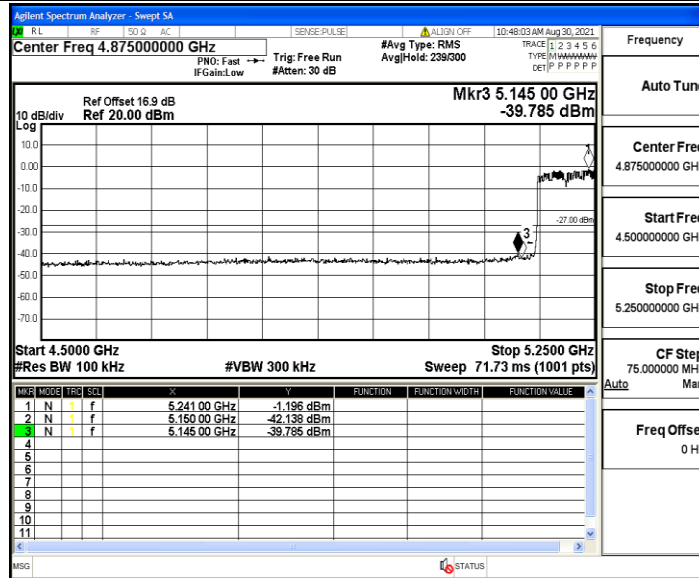 Agilent Spectrum Analyzer - Swept SA
RL RF 50 Ω AC SENSE:PULSE ALIGN OFF 10:48:03 AM Aug 30, 2021
Center Freq 4.875000000 GHz
PNO: Fast
IFGain:Low
Trig: Free Run
#Atten: 30 dB
#Avg Type: RMS
Avg|Hold: 239/300
TRACE 1 2 3 4 5 6
TYPE M W W W W W
DET P P P P P P
Ref Offset 16.9 dB
Ref 20.00 dBm
10 dB/div
Log
Mkr3 5.145 00 GHz
-39.785 dBm
10.0
0.00
-10.0
-20.0
-30.0
-40.0
-50.0
-60.0
-70.0
1
-27.00 dBm
3
2
Start 4.5000 GHz Stop 5.2500 GHz
#Res BW 100 kHz #VBW 300 kHz Sweep 71.73 ms (1001 pts)
MKR MODE TRC SCL X Y FUNCTION FUNCTION WIDTH FUNCTION VALUE
1 N 1 f 5.241 00 GHz -1.196 dBm
2 N 1 f 5.150 00 GHz -42.138 dBm
3 N 1 f 5.145 00 GHz -39.785 dBm
4
5
6
7
8
9
10
11
MSG STATUS
Frequency
Auto Tun
Center Fre
4.875000000 GH
Start Fre
4.500000000 GH
Stop Fre
5.250000000 GH
CF Ste
75.000000 MH
Auto Ma
Freq Offse
0 H